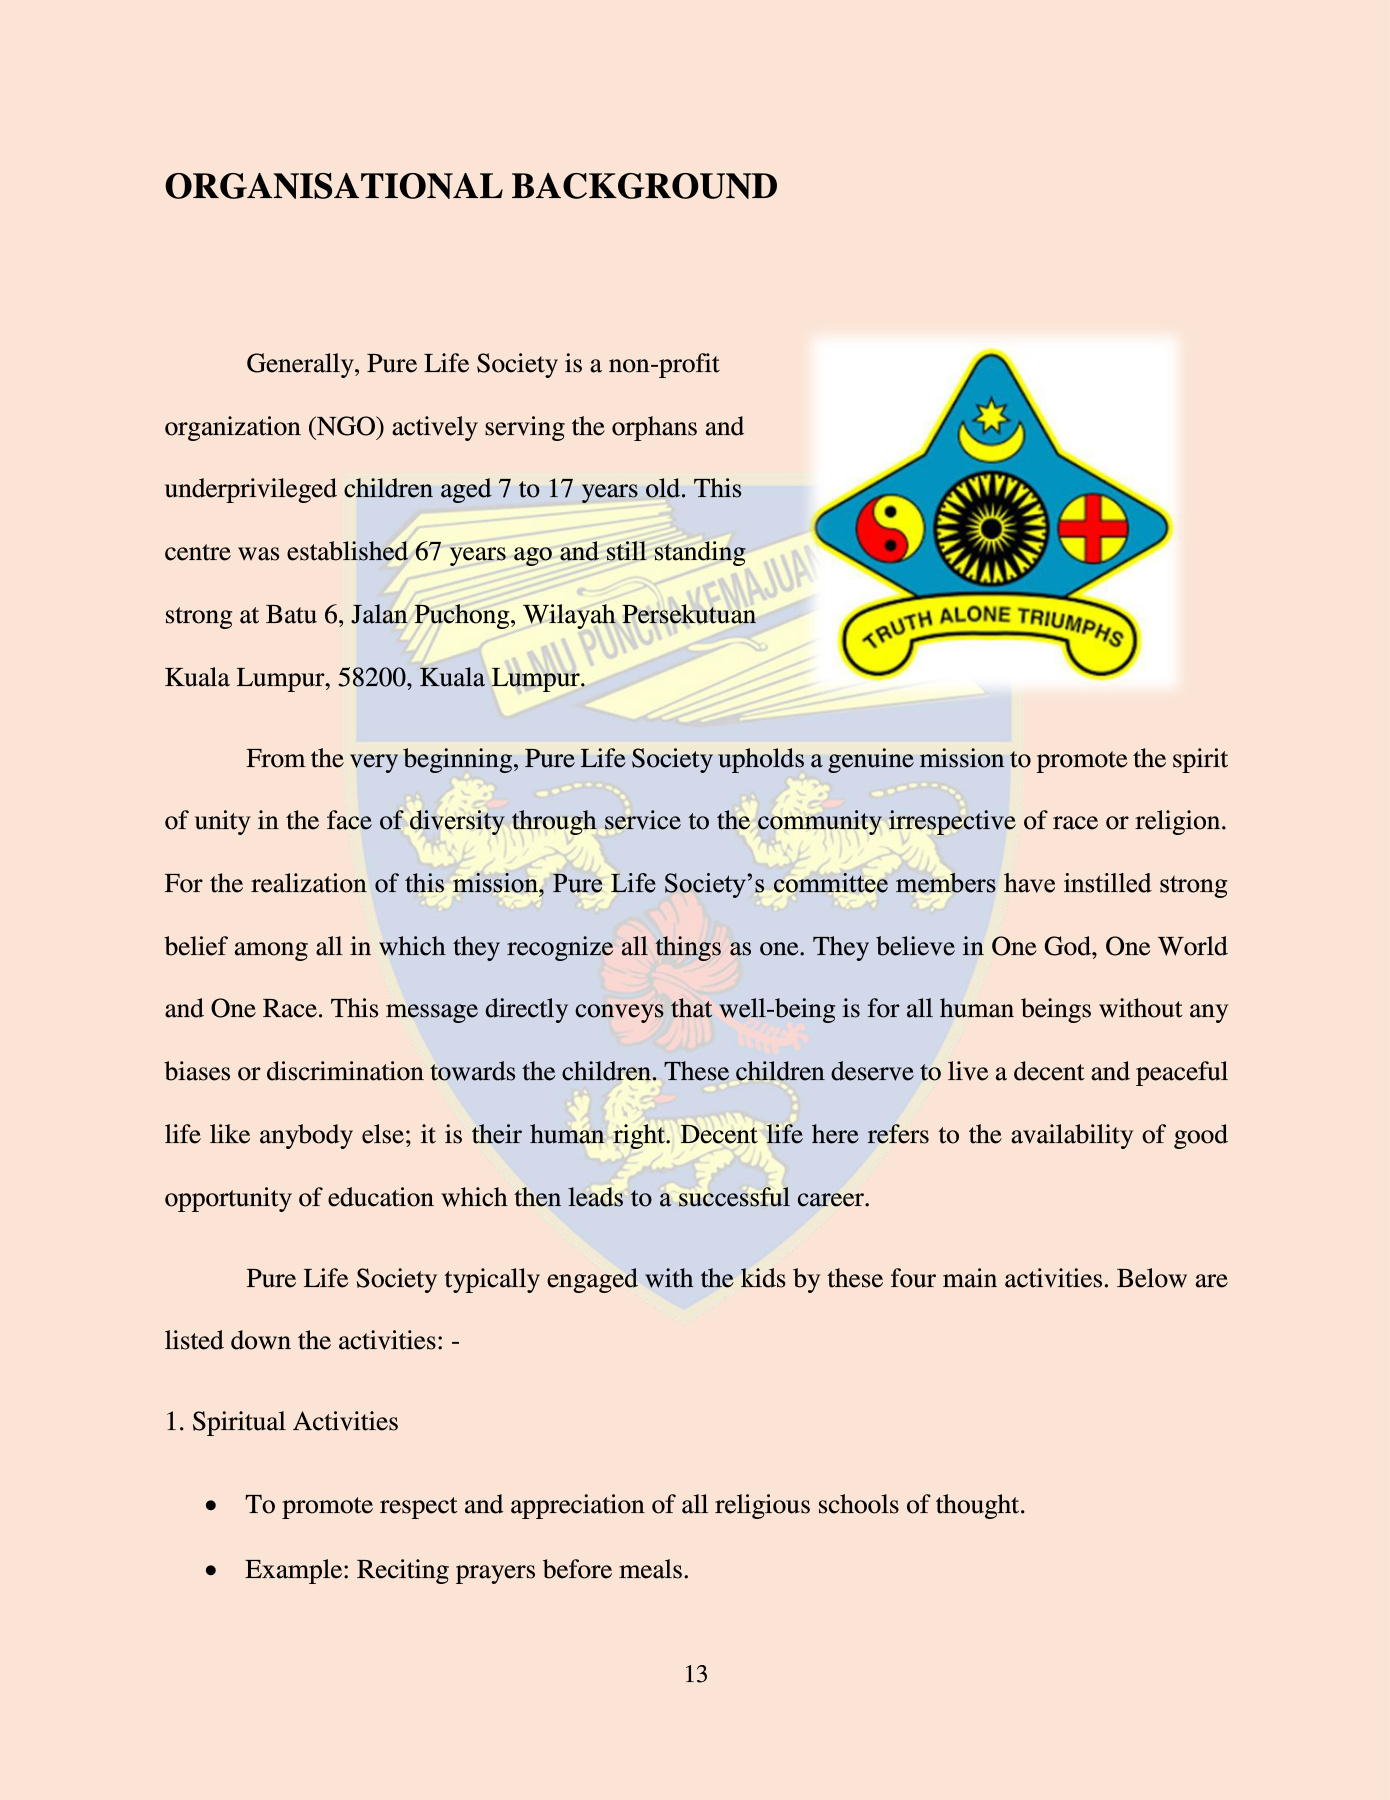 ORGANISATIONAL BACKGROUND
Generally, Pure Life Society is a non-profit
organization (NGO) actively serving the orphans and
underprivileged children aged 7 to 17 years old. This
centre was established 67 years ago and still standing
strong at Batu 6, Jalan Puchong, Wilayah Persekutuan
Kuala Lumpur, 58200, Kuala Lumpur.
TRUTH ALONE TRIUMPHS
ILMU PUNCHA KEMAJUAN
From the very beginning, Pure Life Society upholds a genuine mission to promote the spirit
of unity in the face of diversity through service to the community irrespective of race or religion.
For the realization of this mission, Pure Life Society’s committee members have instilled strong
belief among all in which they recognize all things as one. They believe in One God, One World
and One Race. This message directly conveys that well-being is for all human beings without any
biases or discrimination towards the children. These children deserve to live a decent and peaceful
life like anybody else; it is their human right. Decent life here refers to the availability of good
opportunity of education which then leads to a successful career.
Pure Life Society typically engaged with the kids by these four main activities. Below are
listed down the activities: -
1. Spiritual Activities
• To promote respect and appreciation of all religious schools of thought.
• Example: Reciting prayers before meals.
13